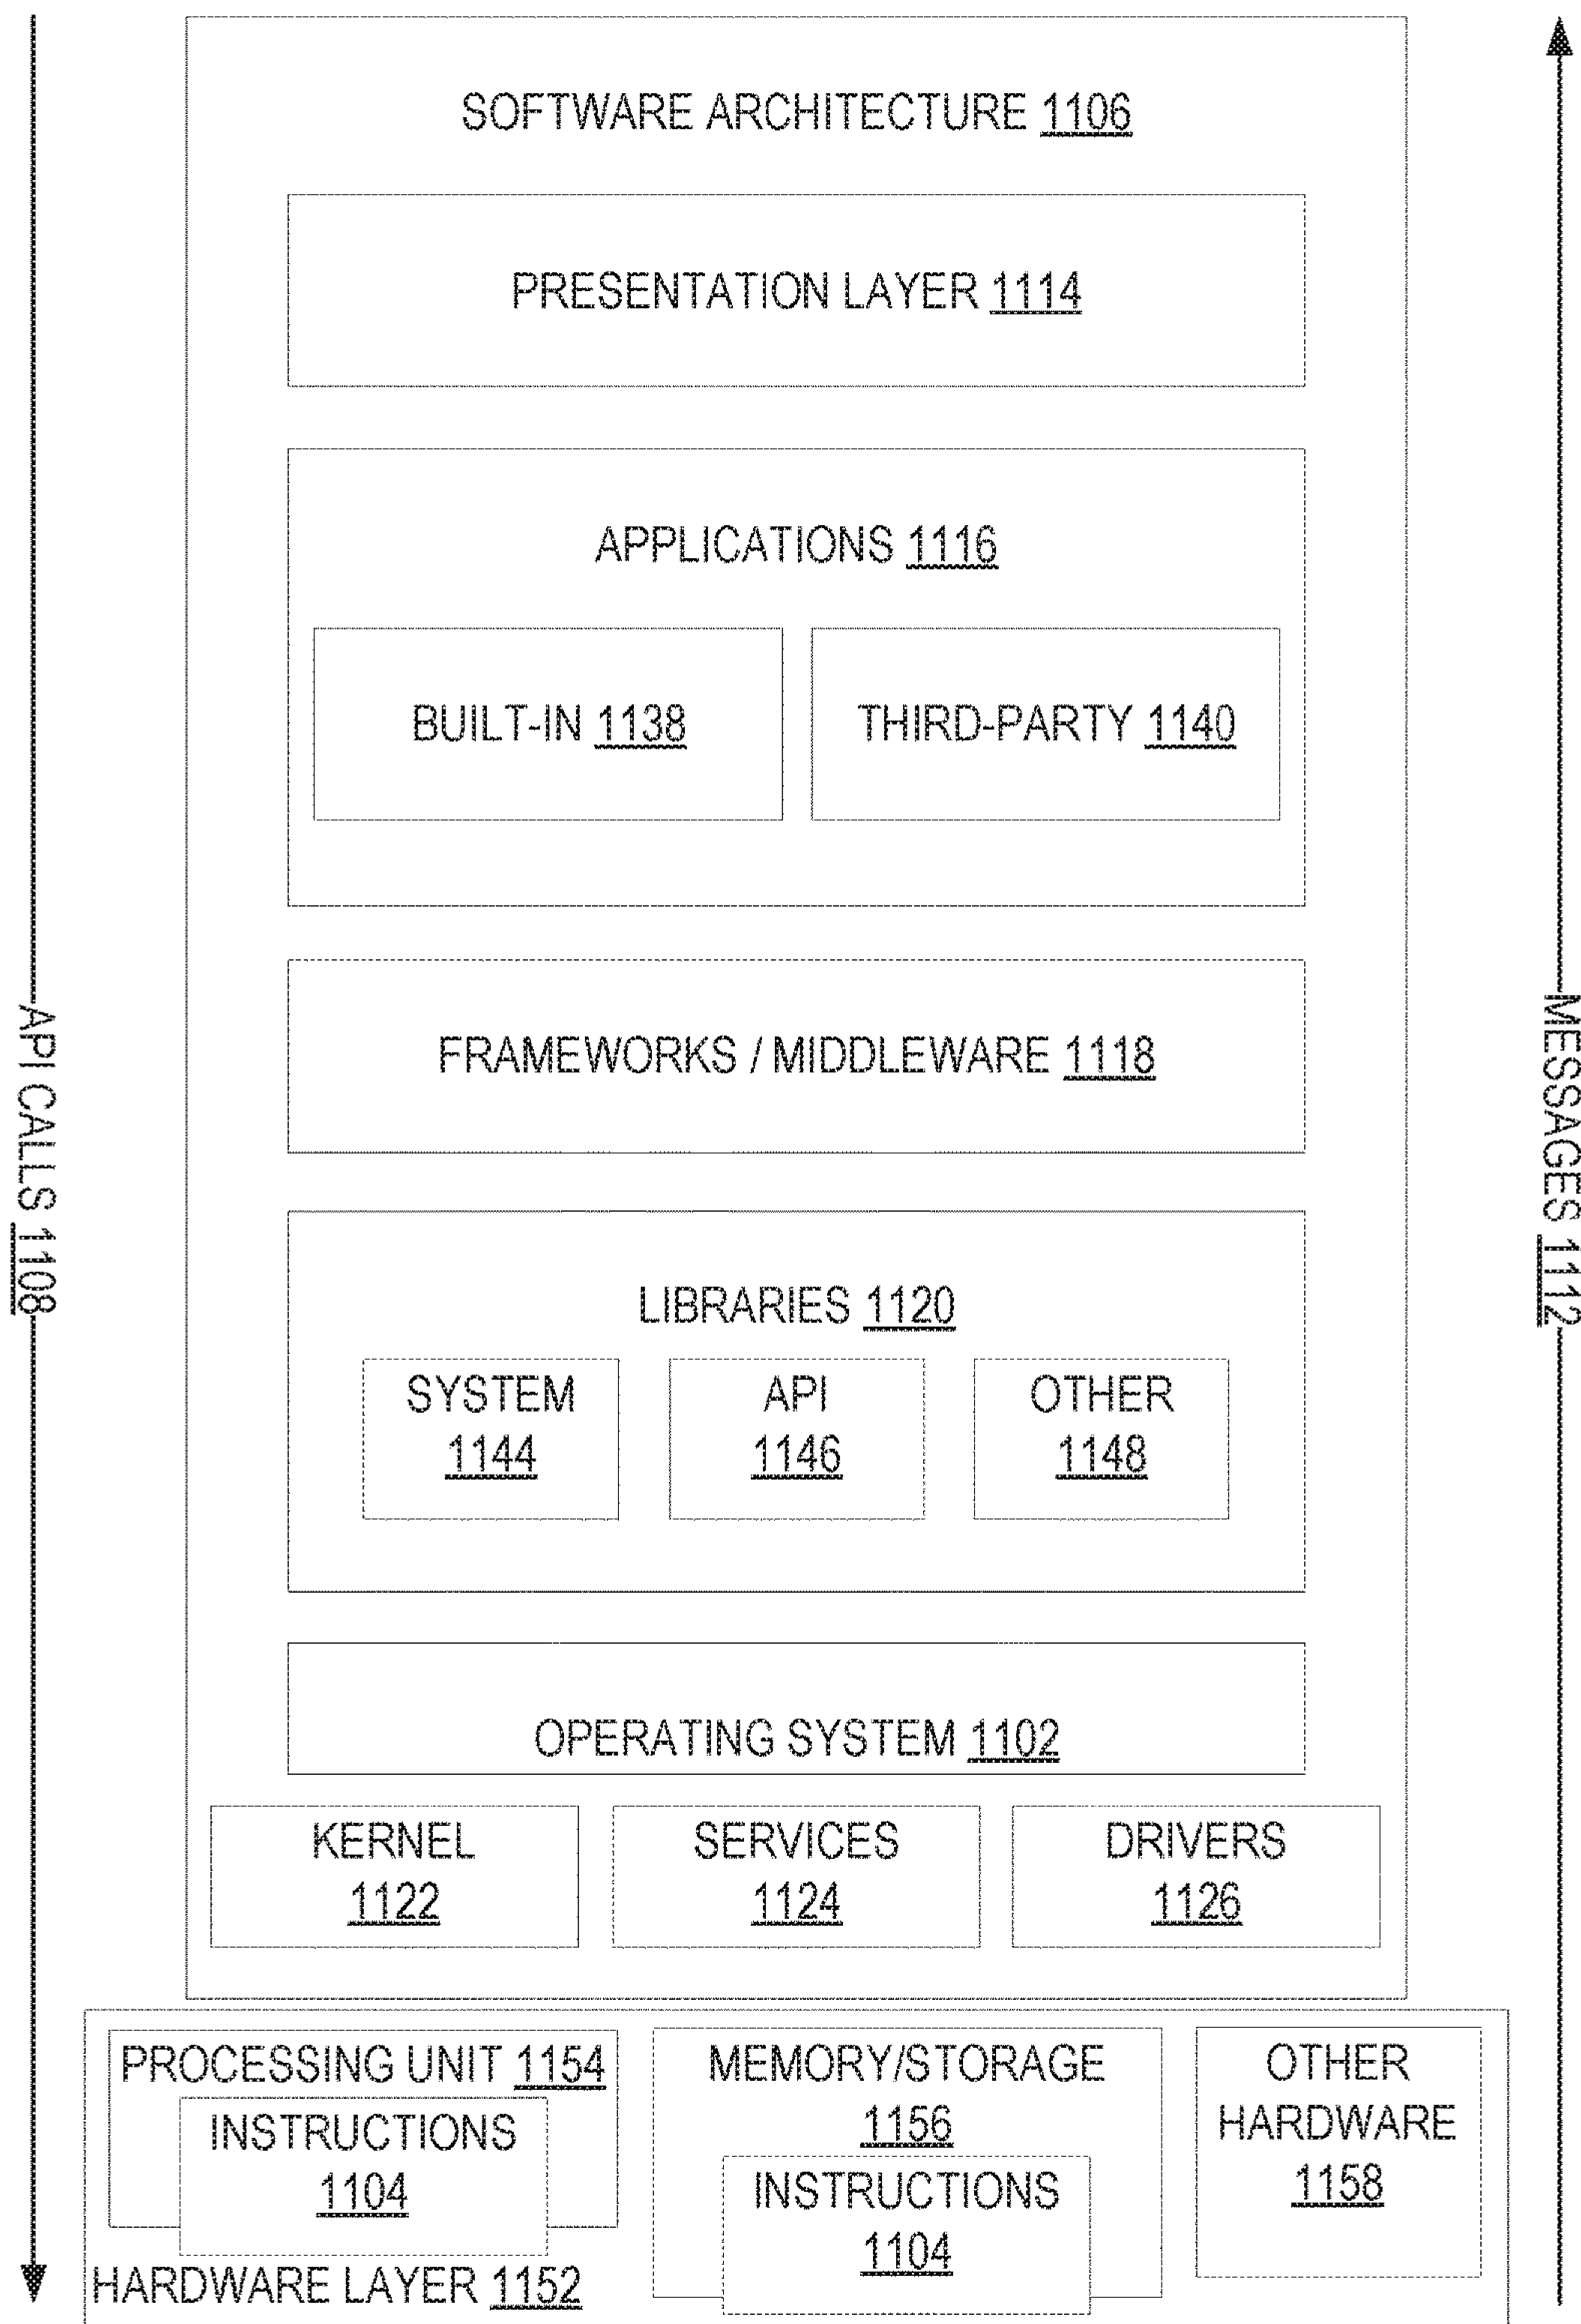 SOFTWARE ARCHITECTURE 1106
PRESENTATION LAYER 1114
APPLICATIONS 1116
BUILT-IN 1138
THIRD-PARTY 1140
FRAMEWORKS / MIDDLEWARE 1118
API CALLS 1108
MESSAGES 1112
LIBRARIES 1120
SYSTEM
1144
API
1146
OTHER
1148
OPERATING SYSTEM 1102
KERNEL
1122
SERVICES
1124
DRIVERS
1126
PROCESSING UNIT 1154
INSTRUCTIONS
1104
MEMORY/STORAGE
1156
INSTRUCTIONS
1104
OTHER
HARDWARE
1158
HARDWARE LAYER 1152